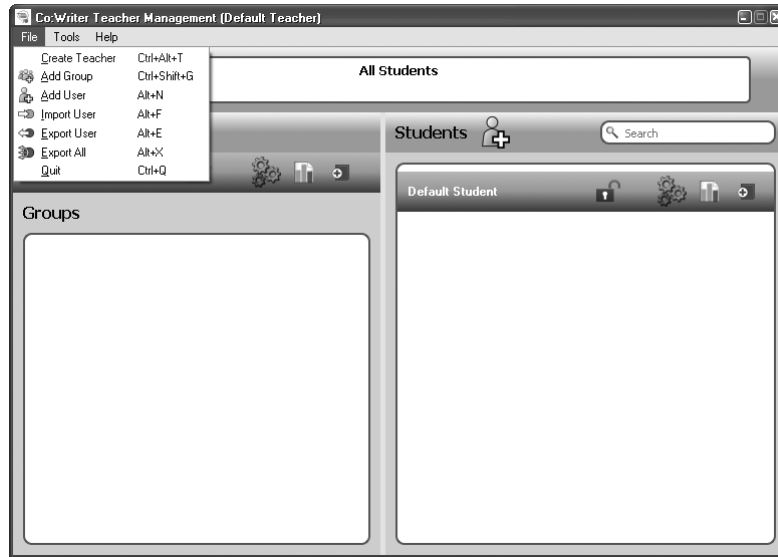 Co:Writer Teacher Management (Default Teacher)
File Tools Help
Create Teacher Ctrl+Alt+T
Add Group Ctrl+Shift+G
Add User Alt+N
Import User Alt+F
Export User Alt+E
Export All Alt+X
Quit Ctrl+Q
All Students
Students Search
Default Student
Groups